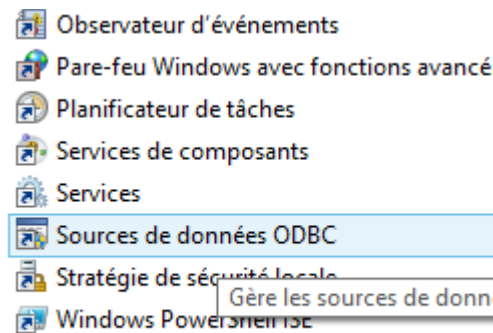 Observateur d'événements
Pare-feu Windows avec fonctions avancé
Planificateur de tâches
Services de composants
Services
Sources de données ODBC
Stratégie de sécurité locale
Gère les sources de donn
Windows PowerShell ISE